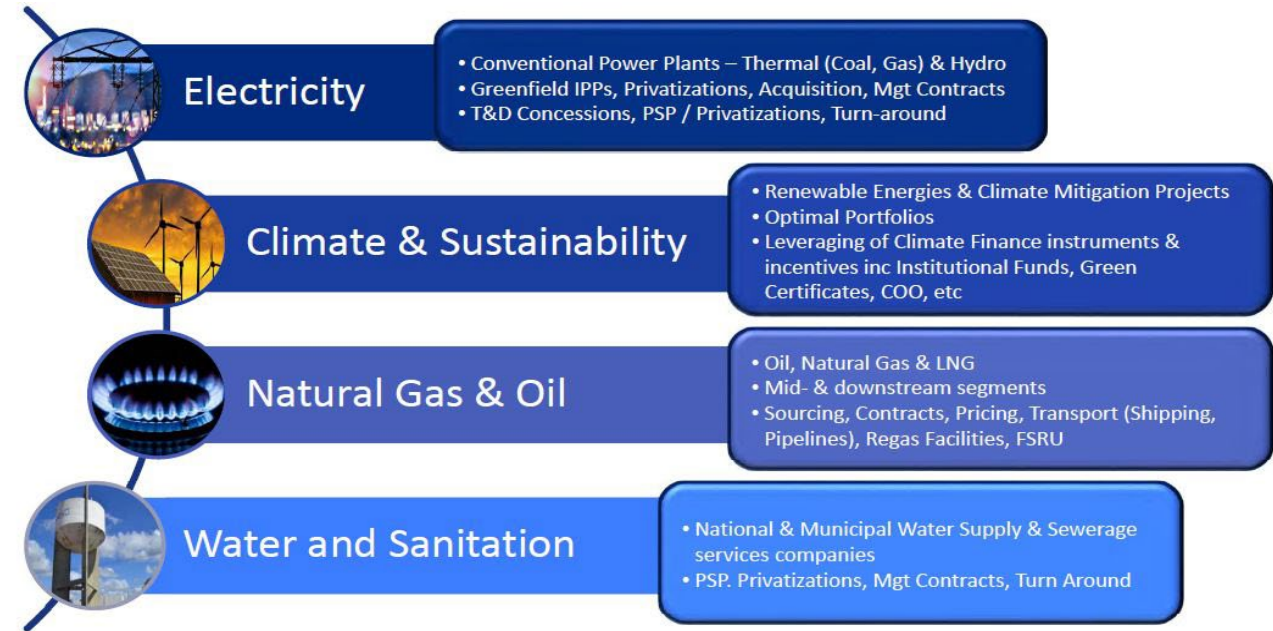 Electricity
• Conventional Power Plants – Thermal (Coal, Gas) & Hydro
• Greenfield IPPs, Privatizations, Acquisition, Mgt Contracts
• T&D Concessions, PSP / Privatizations, Turn-around
Climate & Sustainability
• Renewable Energies & Climate Mitigation Projects
• Optimal Portfolios
• Leveraging of Climate Finance instruments &
incentives inc Institutional Funds, Green
Certificates, COO, etc
Natural Gas & Oil
• Oil, Natural Gas & LNG
• Mid- & downstream segments
• Sourcing, Contracts, Pricing, Transport (Shipping,
Pipelines), Regas Facilities, FSRU
Water and Sanitation
• National & Municipal Water Supply & Sewerage
services companies
• PSP. Privatizations, Mgt Contracts, Turn Around